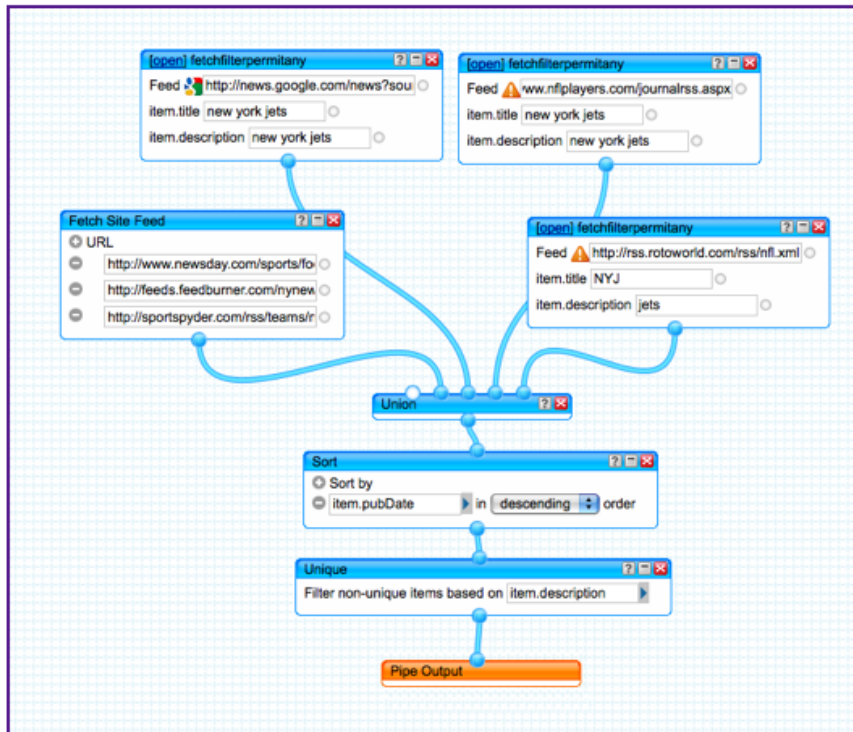 [open] fetchfilterpermitany
Feed http://news.google.com/news?sou
item.title new york jets
item.description new york jets
[open] fetchfilterpermitany
Feed ww.nflplayers.com/journalrss.aspx
item.title new york jets
item.description new york jets
Fetch Site Feed
URL
http://www.newsday.com/sports/fo
http://feeds.feedburner.com/nynew
http://sportspyder.com/rss/teams/r
[open] fetchfilterpermitany
Feed http://rss.rotoworld.com/rss/nfl.xml
item.title NYJ
item.description jets
Union
Sort
Sort by
item.pubDate in descending order
Unique
Filter non-unique items based on item.description
Pipe Output